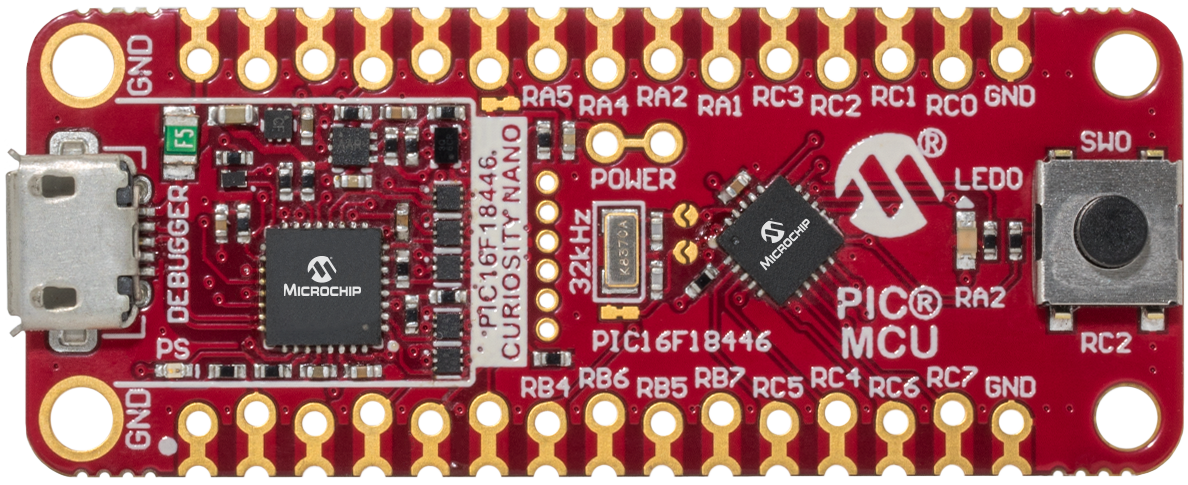 GND
RA5
RA4
RA2
RA1
RC3
RC2
RC1
RC0
GND
F5
POWER
SW0
LED0
DEBUGGER
PIC16F18446
CURIOSITY NANO
32kHz
K8370A
MICROCHIP
MICROCHIP
®
PIC®
MCU
RA2
RC2
PS
PIC16F18446
GND
RB4
RB6
RB5
RB7
RC5
RC4
RC6
RC7
GND